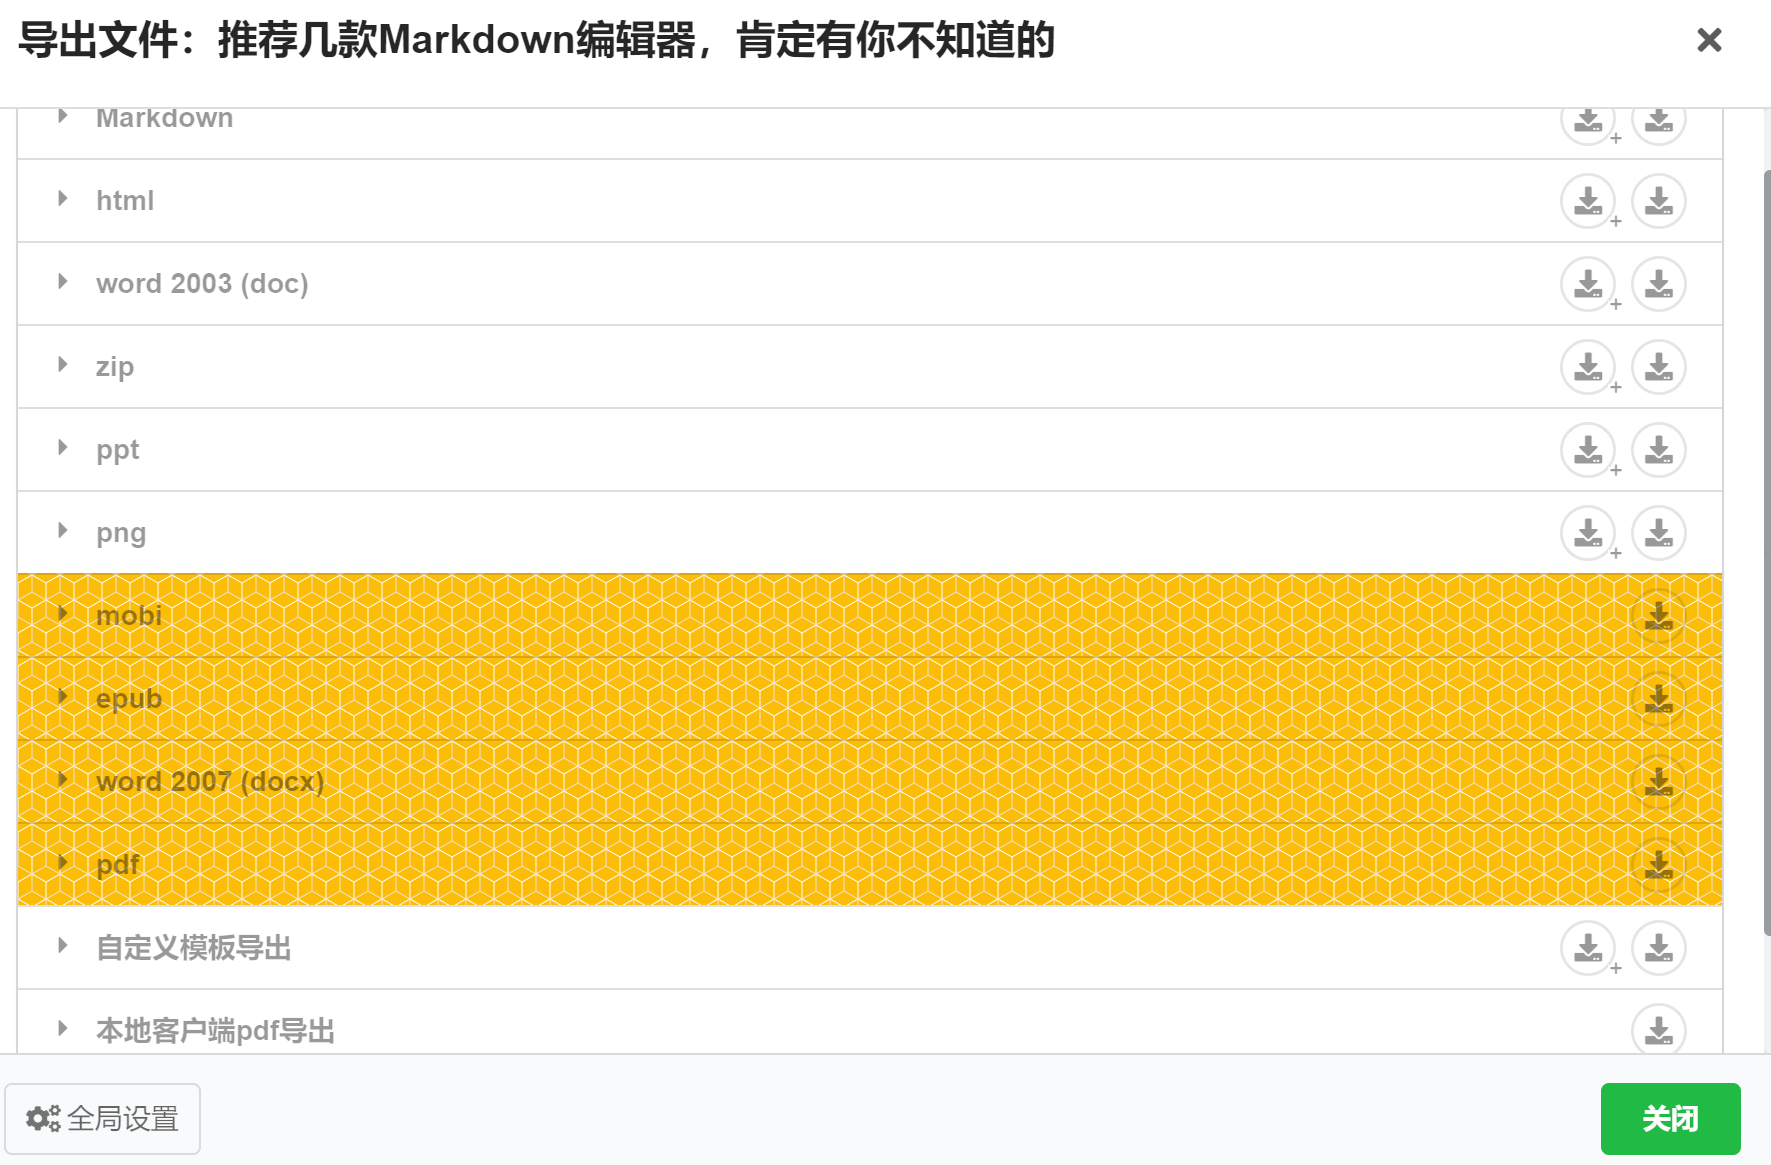 导出文件：推荐几款Markdown编辑器，肯定有你不知道的
Markdown
html
word 2003 (doc)
zip
ppt
png
mobi
epub
word 2007 (docx)
pdf
自定义模板导出
本地客户端pdf导出
全局设置
关闭